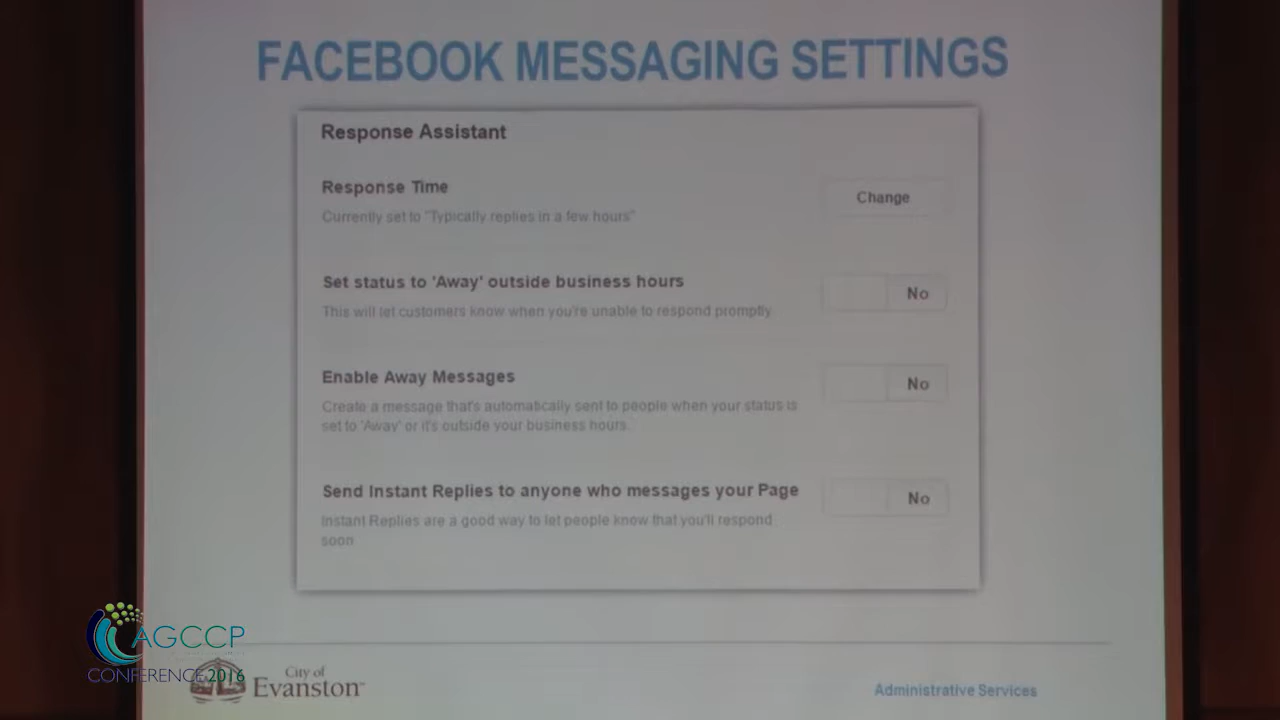 FACEBOOK MESSAGING SETTINGS
Response Assistant
Response Time
Change
Currently set to "Typically replies in a few hours"
Set status to 'Away' outside business hours
No
This will let customers know when you're unable to respond promptly
Enable Away Messages
No
Create a message that's automatically sent to people when your status is
set to 'Away' or it's outside your business hours.
Send Instant Replies to anyone who messages your Page
No
Instant Replies are a good way to let people know that you'll respond
soon
AGCCP
CONFERENCE2016
City of
Evanston™
Administrative Services